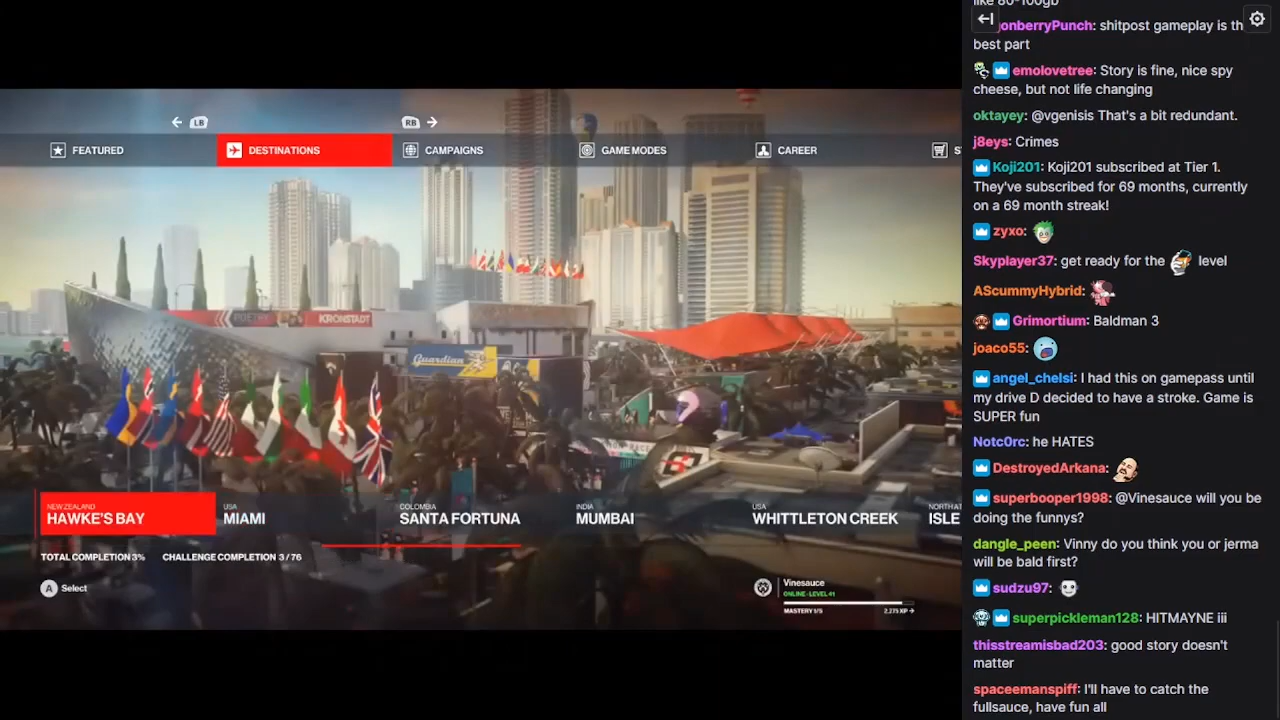 LB
RB
FEATURED
DESTINATIONS
CAMPAIGNS
GAME MODES
CAREER
KRONSTADT
Guardian
NEW ZEALAND
HAWKE'S BAY
USA
MIAMI
COLOMBIA
SANTA FORTUNA
INDIA
MUMBAI
USA
WHITTLETON CREEK
NORTH AT
ISLE
TOTAL COMPLETION 3%
CHALLENGE COMPLETION 3 / 76
A Select
Vinesauce
ONLINE - LEVEL 41
MASTERY 1/5
2,275 XP
like 80-100gb
onberryPunch: shitpost gameplay is th
best part
emolovetree: Story is fine, nice spy
cheese, but not life changing
oktayey: @vgenisis That's a bit redundant.
j8eys: Crimes
Koji201: Koji201 subscribed at Tier 1.
They've subscribed for 69 months, currently
on a 69 month streak!
zyxo:
Skyplayer37: get ready for the level
AScummyHybrid:
Grimortium: Baldman 3
joaco55:
angel_chelsi: I had this on gamepass until
my drive D decided to have a stroke. Game is
SUPER fun
Notc0rc: he HATES
DestroyedArkana:
superbooper1998: @Vinesauce will you be
doing the funnys?
dangle_peen: Vinny do you think you or jerma
will be bald first?
sudzu97:
superpickleman128: HITMAYNE iii
thisstreamisbad203: good story doesn't
matter
spaceemanspiff: I'll have to catch the
fullsauce, have fun all